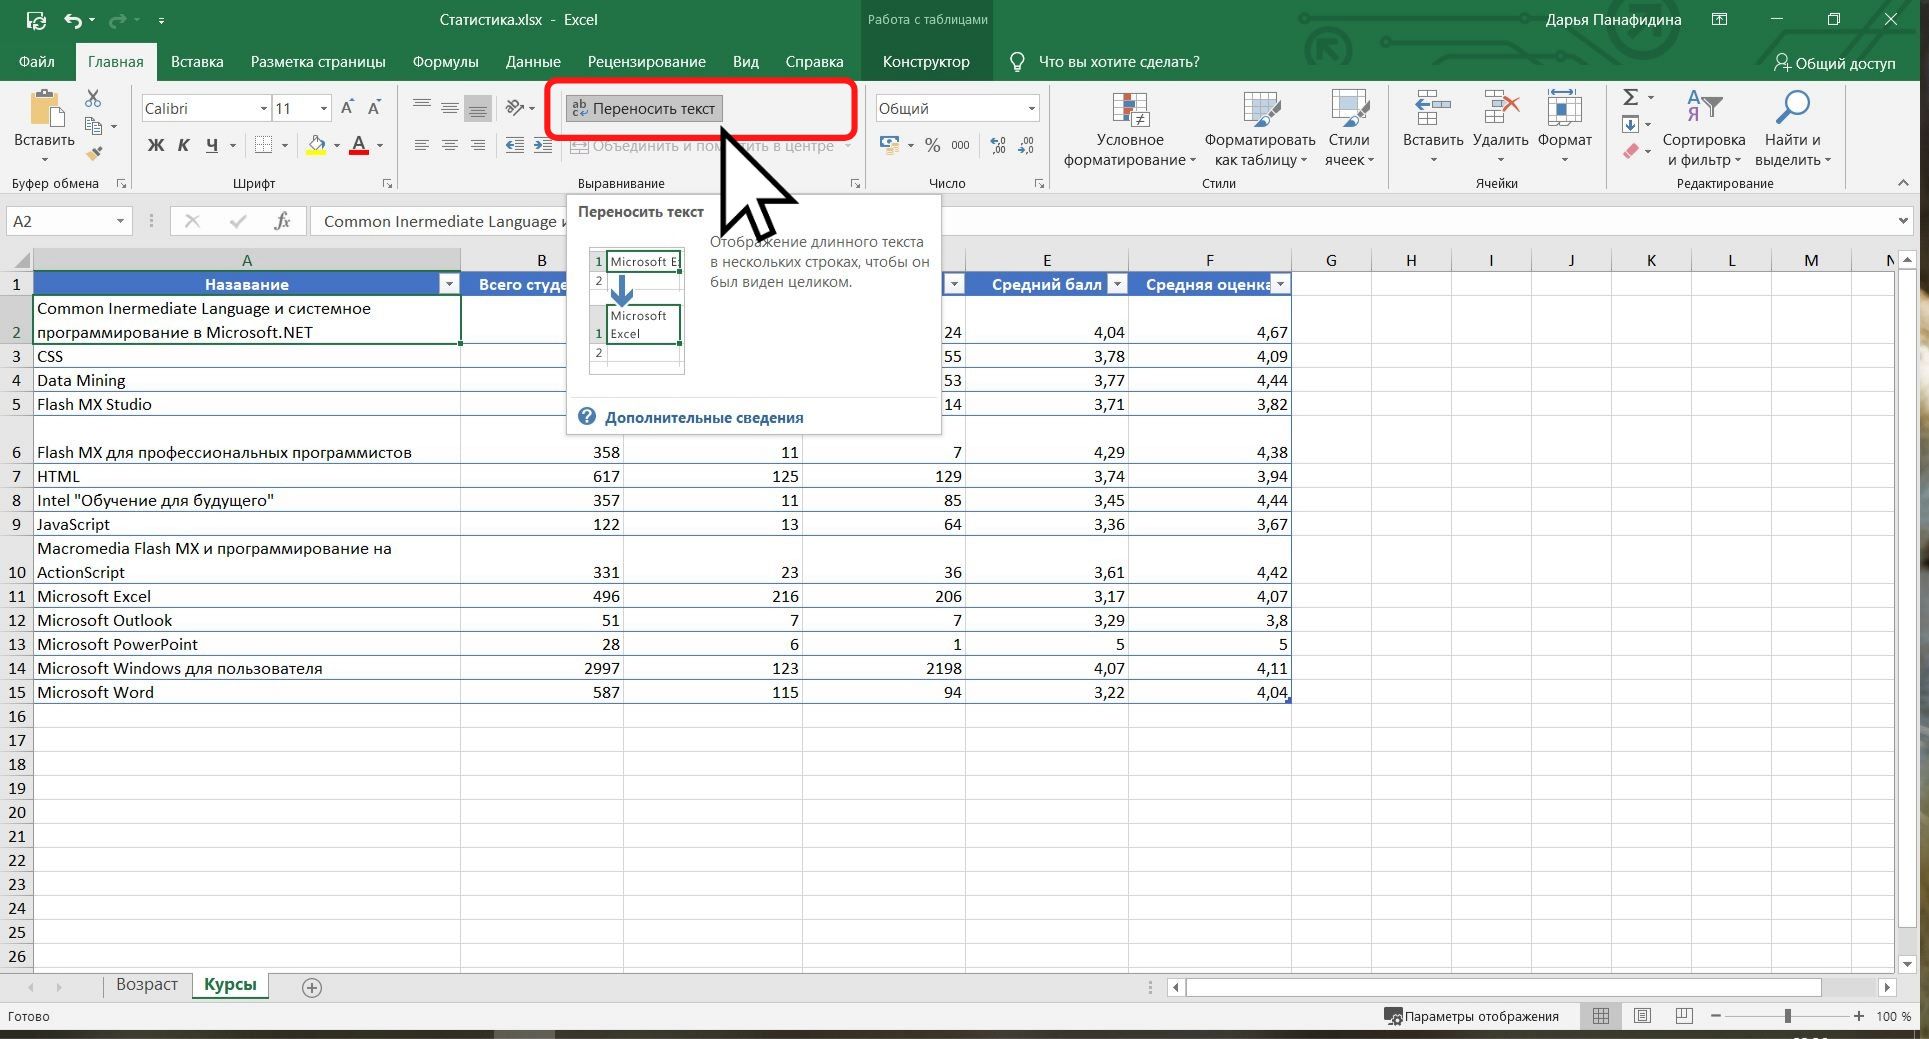 Статистика.xlsx - Excel
Работа с таблицами
Дарья Панафидина
Файл Главная Вставка Разметка страницы Формулы Данные Рецензирование Вид Справка Конструктор Что вы хотите сделать? Общий доступ
Вставить
Буфер обмена
Calibri 11
Ж К Ч А
Шрифт
Переносить текст
Объединить и в центре
Выравнивание
Общий
% 000
Число
Условное форматирование
Форматировать как таблицу
Стили ячеек
Стили
Вставить Удалить Формат
Ячейки
Сортировка и фильтр
Найти и выделить
Редактирование
A2 fx Common Inermediate Language
Переносить текст
Отображение длинного текста
в нескольких строках, чтобы он
был виден целиком.
1 Microsoft E
2
Microsoft
1 Excel
2
Дополнительные сведения
A B E F G H I J K L M N
1 Назавание Всего студе Средний балл Средняя оценка
2 Common Inermediate Language и системное
программирование в Microsoft.NET 24 4,04 4,67
3 CSS 55 3,78 4,09
4 Data Mining 53 3,77 4,44
5 Flash MX Studio 14 3,71 3,82
6 Flash MX для профессиональных программистов 358 11 7 4,29 4,38
7 HTML 617 125 129 3,74 3,94
8 Intel "Обучение для будущего" 357 11 85 3,45 4,44
9 JavaScript 122 13 64 3,36 3,67
Macromedia Flash MX и программирование на
10 ActionScript 331 23 36 3,61 4,42
11 Microsoft Excel 496 216 206 3,17 4,07
12 Microsoft Outlook 51 7 7 3,29 3,8
13 Microsoft PowerPoint 28 6 1 5 5
14 Microsoft Windows для пользователя 2997 123 2198 4,07 4,11
15 Microsoft Word 587 115 94 3,22 4,04
16
17
18
19
20
21
22
23
24
25
26
Возраст Курсы
Готово Параметры отображения 100 %